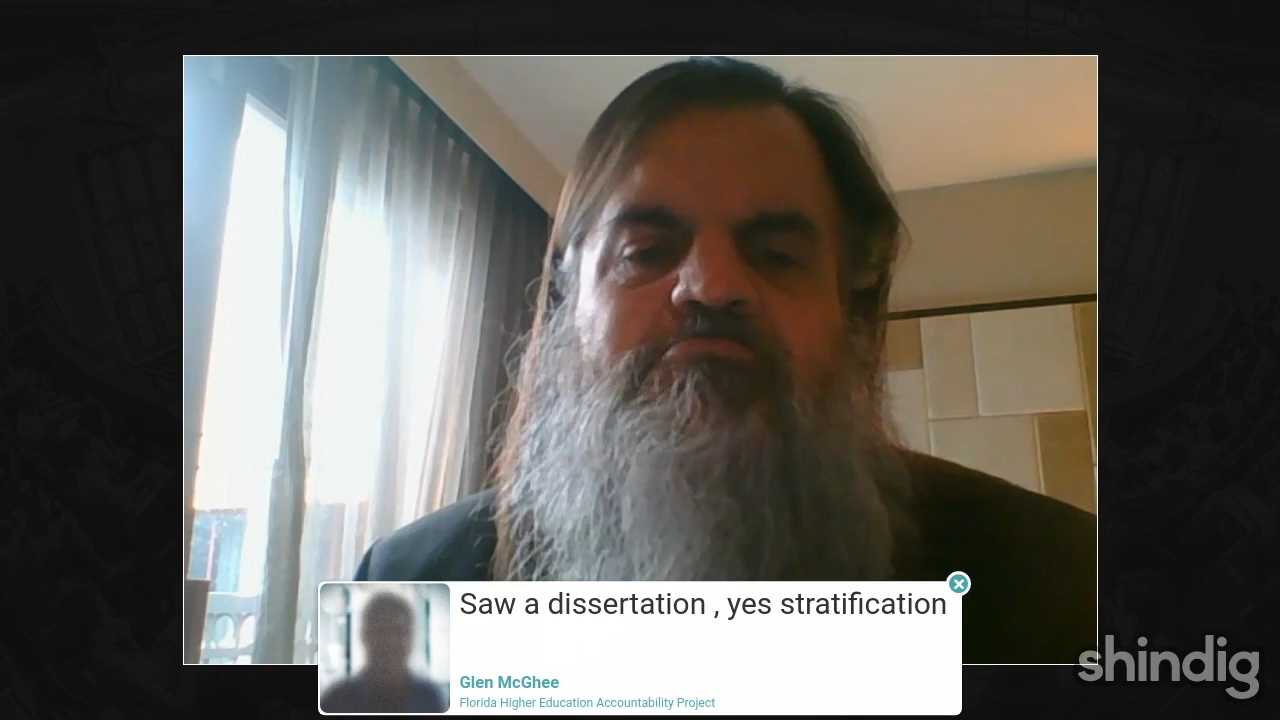 Saw a dissertation , yes stratification
Glen McGhee
Florida Higher Education Accountability Project
shindig